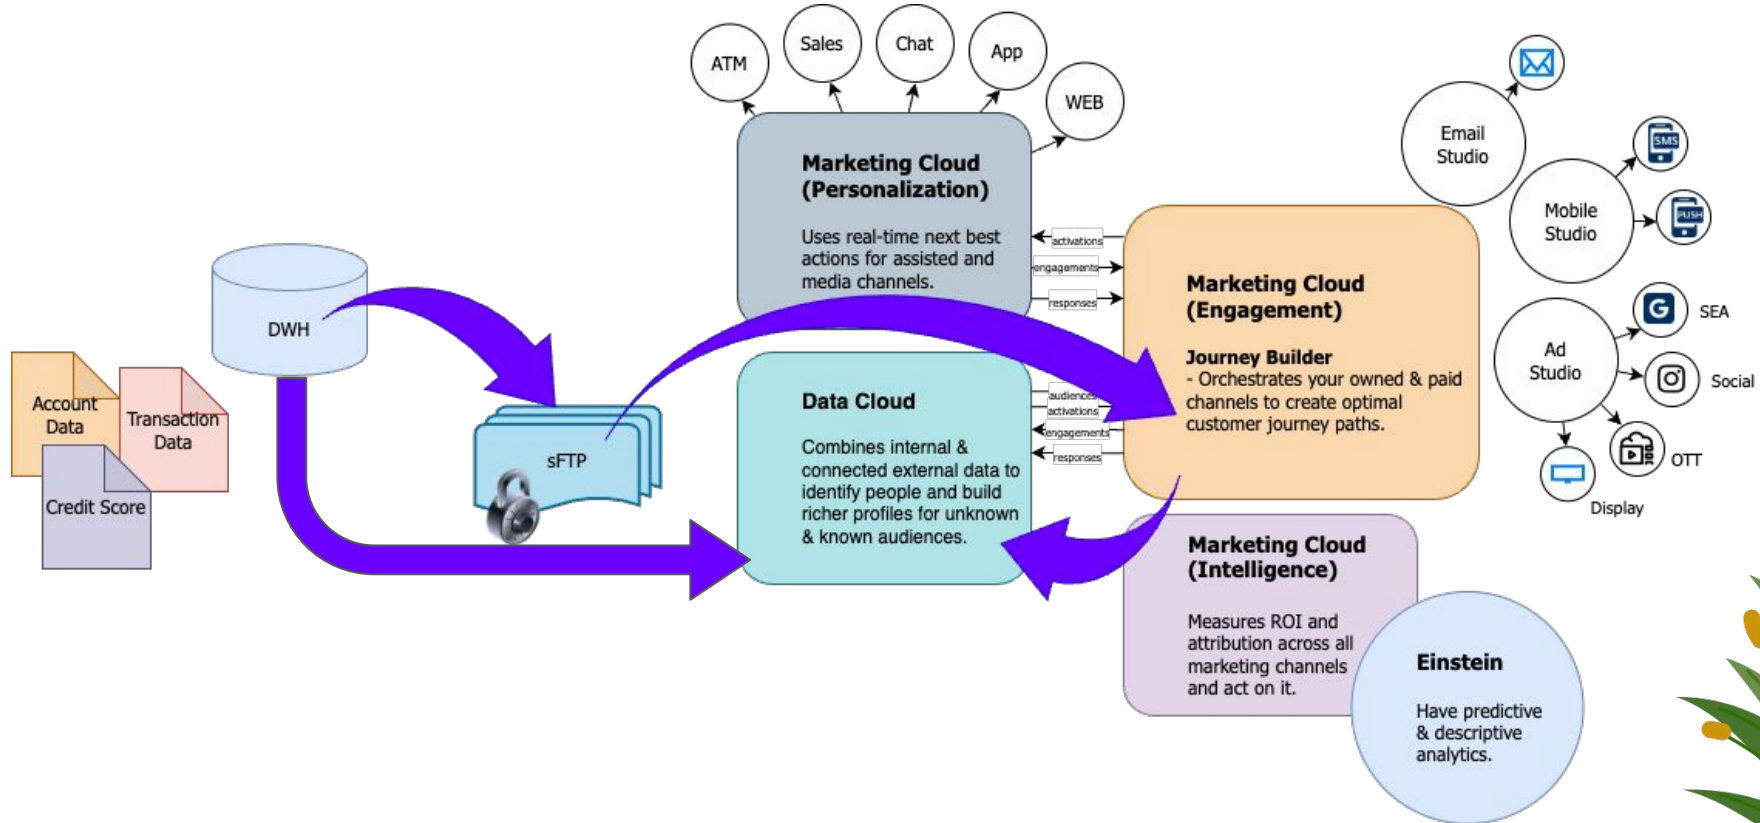 ATM
Sales
Chat
App
WEB
Marketing Cloud
(Personalization)
Uses real-time next best
actions for assisted and
media channels.
activations
engagements
responses
Email
Studio
SMS
Mobile
Studio
PUSH
Marketing Cloud
(Engagement)
Journey Builder
- Orchestrates your owned & paid
channels to create optimal
customer journey paths.
Ad
Studio
G
SEA
Social
OTT
Display
DWH
Account
Data
Transaction
Data
Credit Score
sFTP
Data Cloud
Combines internal &
connected external data to
identify people and build
richer profiles for unknown
& known audiences.
audiences
activations
engagements
responses
Marketing Cloud
(Intelligence)
Measures ROI and
attribution across all
marketing channels
and act on it.
Einstein
Have predictive
& descriptive
analytics.